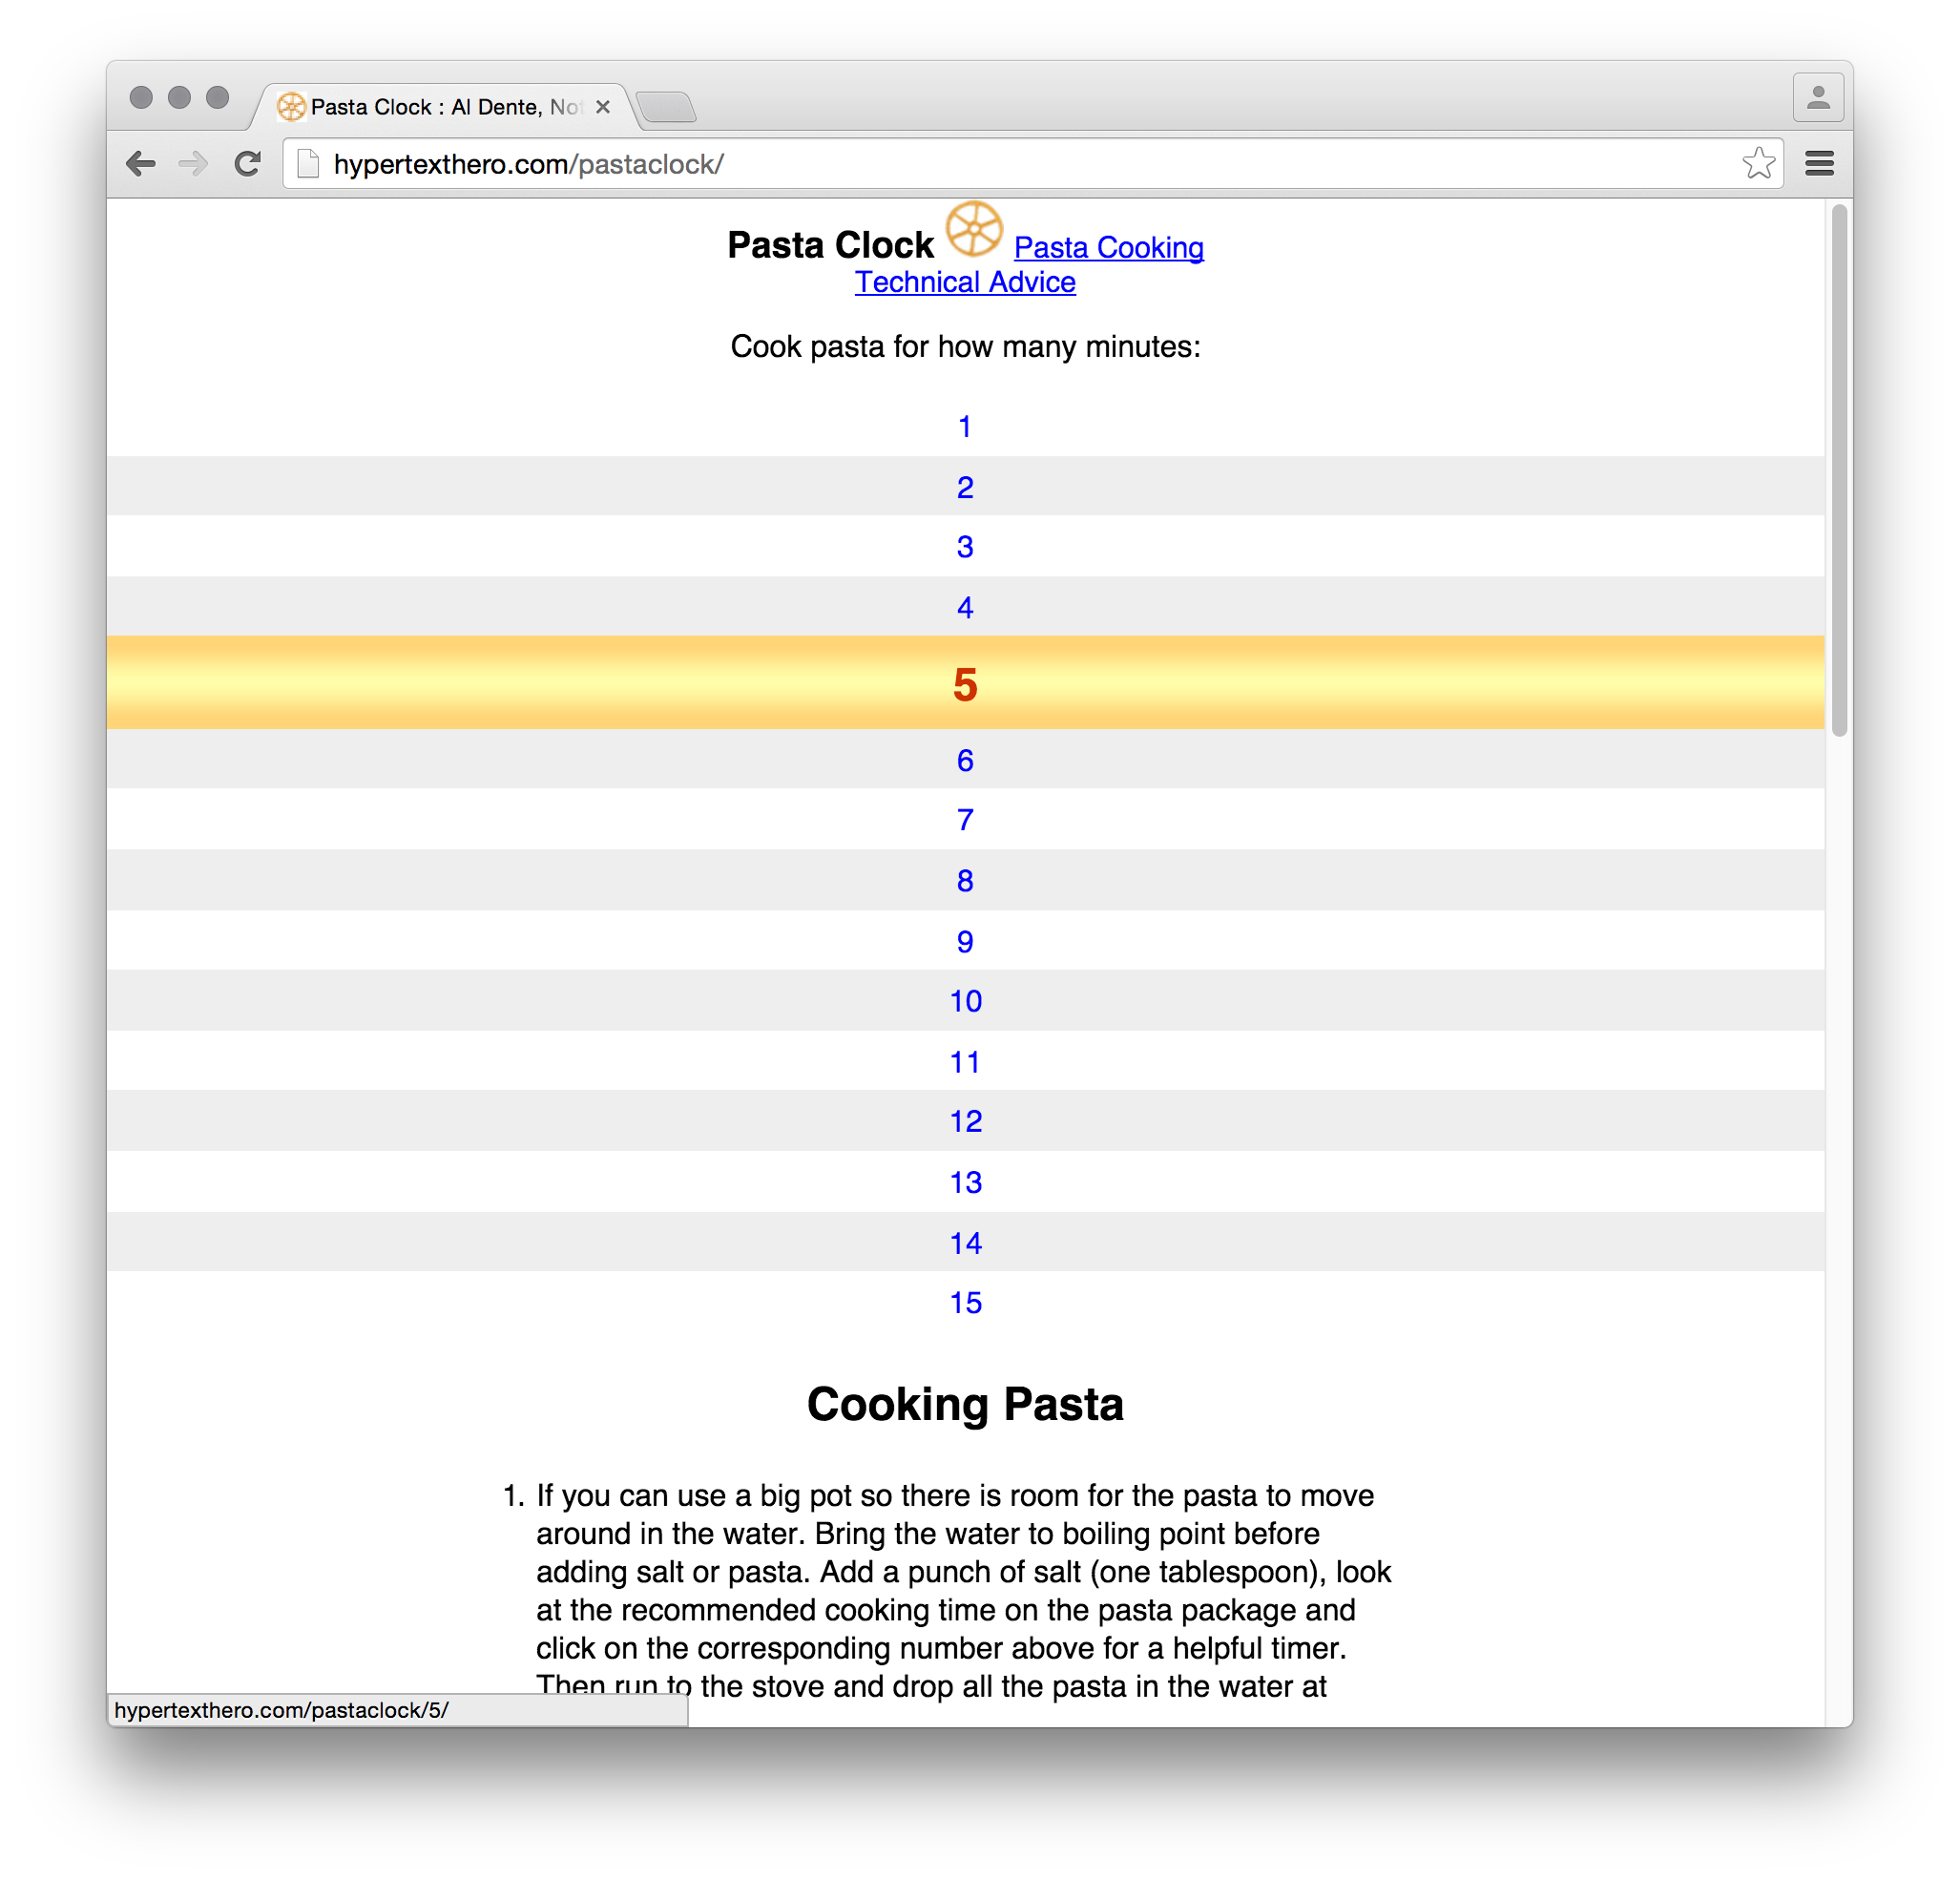 Pasta Clock : Al Dente, Not
hypertexthero.com/pastaclock/
Pasta Clock Pasta Cooking
Technical Advice
Cook pasta for how many minutes:
1
2
3
4
5
6
7
8
9
10
11
12
13
14
15
Cooking Pasta
1. If you can use a big pot so there is room for the pasta to move
around in the water. Bring the water to boiling point before
adding salt or pasta. Add a punch of salt (one tablespoon), look
at the recommended cooking time on the pasta package and
click on the corresponding number above for a helpful timer.
Then run to the stove and drop all the pasta in the water at
hypertexthero.com/pastaclock/5/